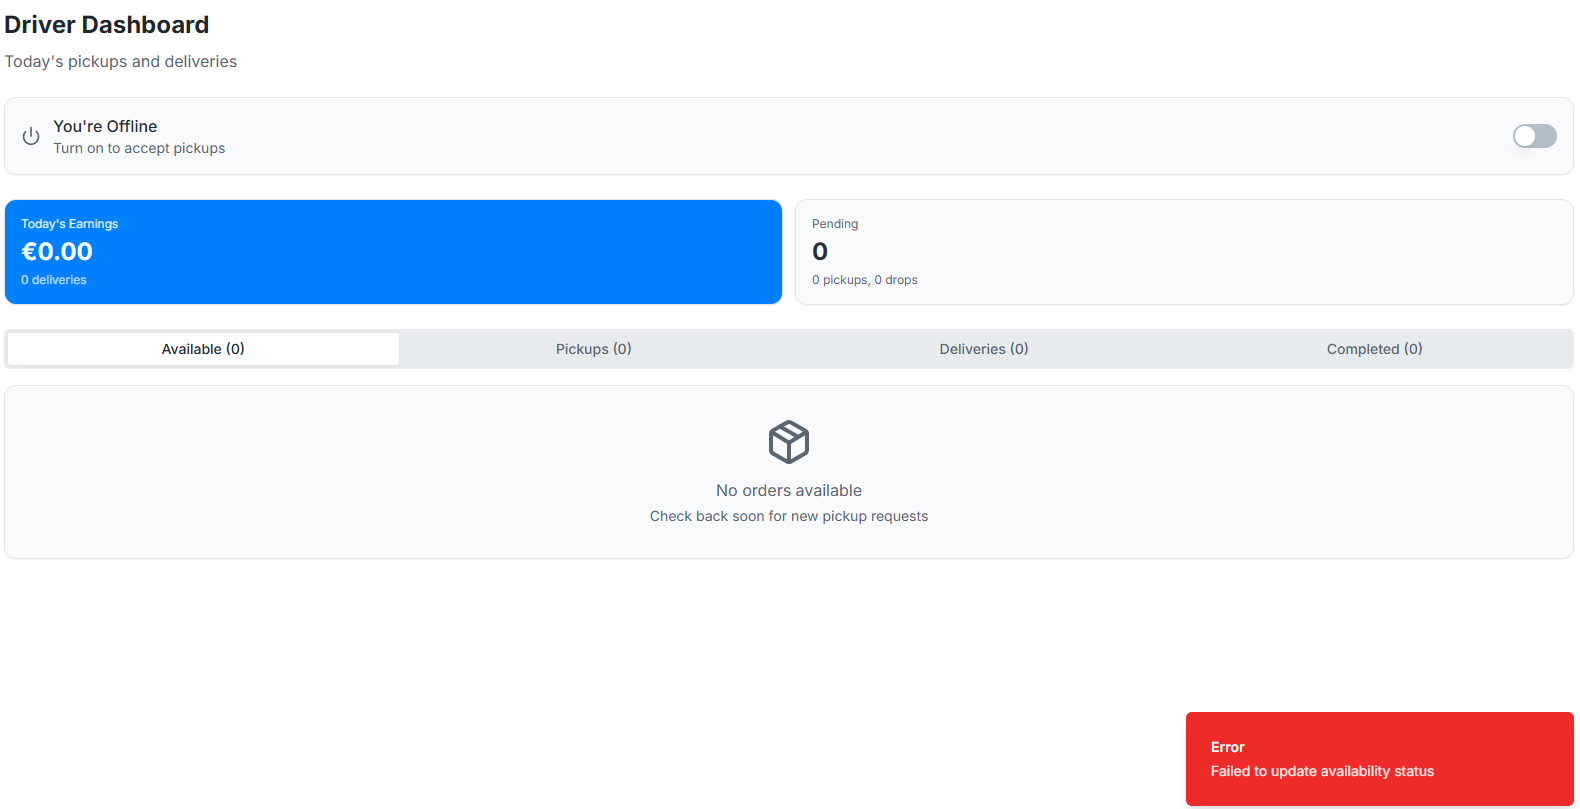 Driver Dashboard
Today's pickups and deliveries
You're Offline
Turn on to accept pickups
Today's Earnings
€0.00
0 deliveries
Pending
0
0 pickups, 0 drops
Available (0)
Pickups (0)
Deliveries (0)
Completed (0)
No orders available
Check back soon for new pickup requests
Error
Failed to update availability status